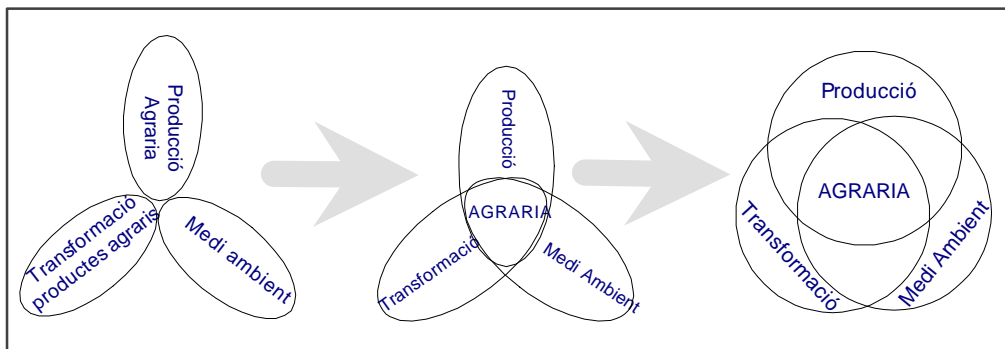 Producció
Agraria
Transformació
productes agraris
Medi ambient
Producció
AGRARIA
Transformació
Medi Ambient
Producció
AGRARIA
Transformació
Medi Ambient